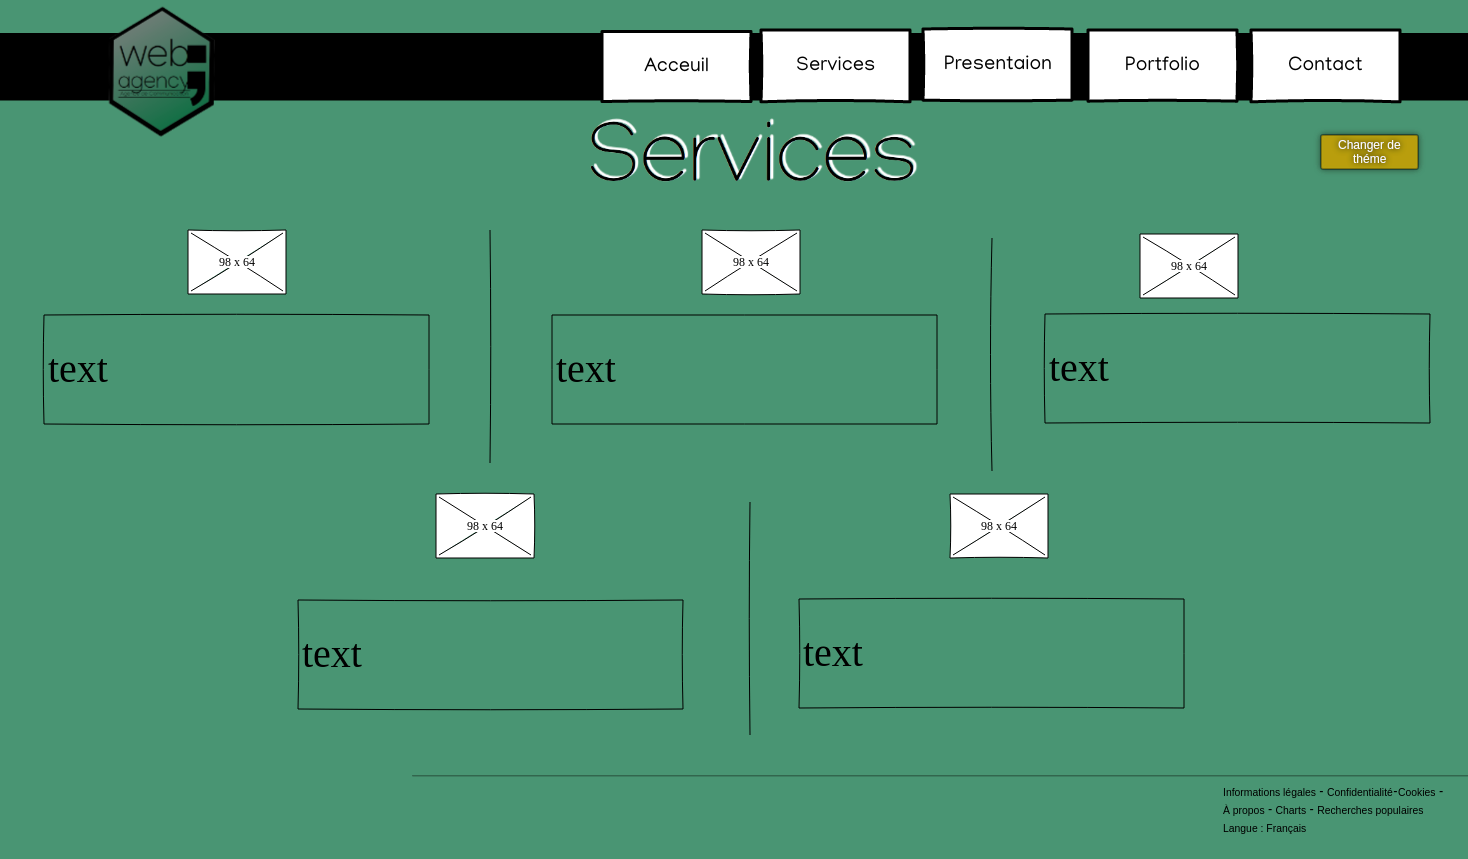 web
agency
Acceuil
Services
Presentaion
Portfolio
Contact
Services
Changer de
thème
98 x 64
98 x 64
98 x 64
text
text
text
98 x 64
98 x 64
text
text
Informations légales - Confidentialité-Cookies -
À propos - Charts - Recherches populaires
Langue : Français